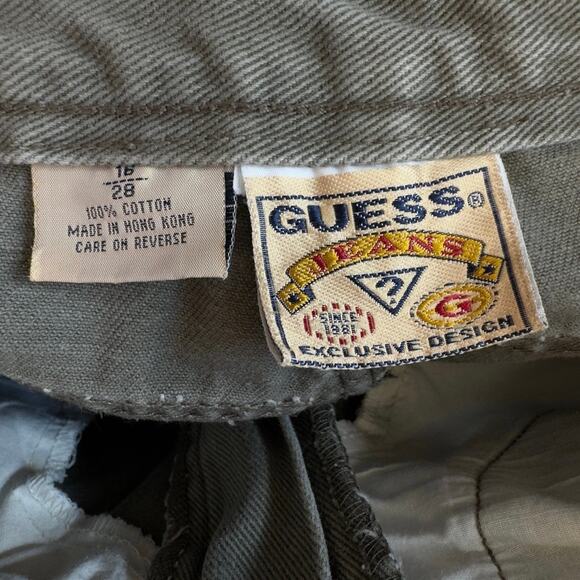 16
28
100% COTTON
MADE IN HONG KONG
CARE ON REVERSE
GUESS®
JEANS
?
SINCE
1981
G
EXCLUSIVE DESIGN